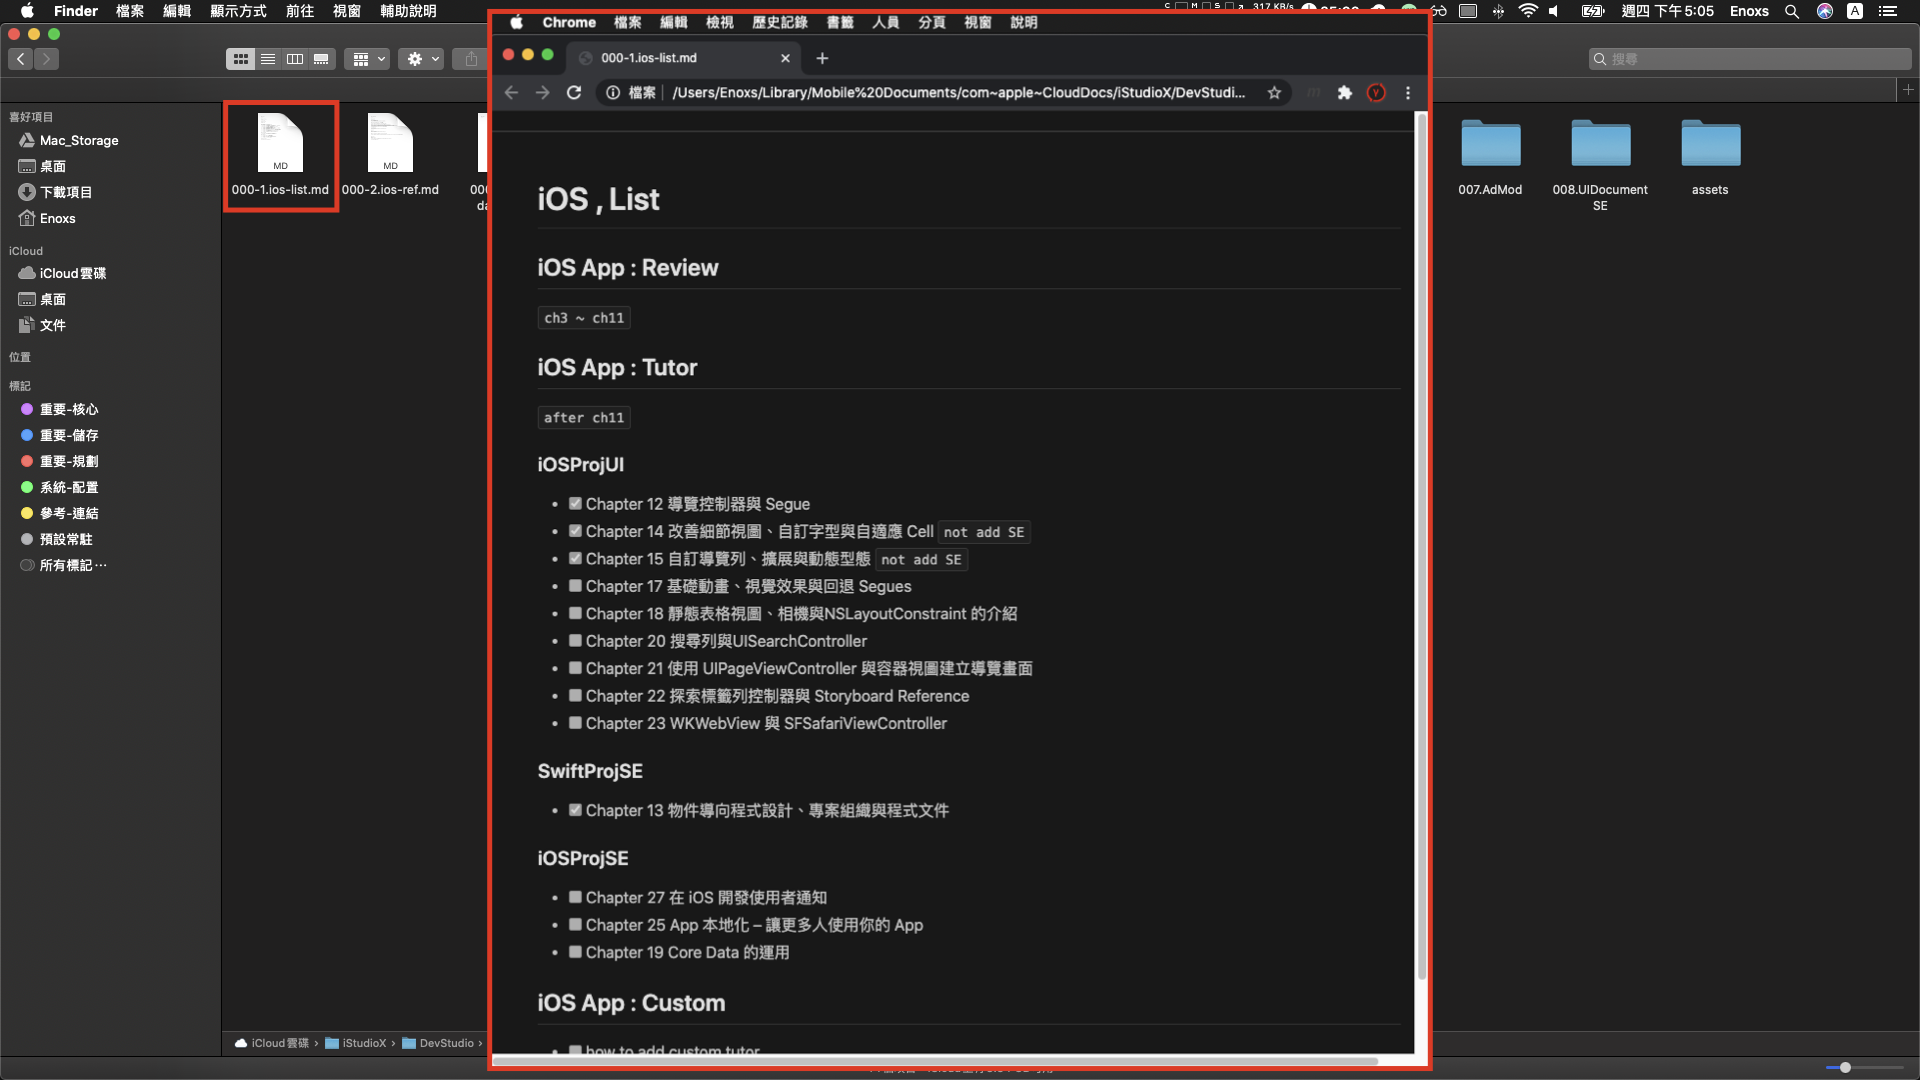 Finder 檔案 編輯 顯示方式 前往 視窗 輔助說明
317 KB/s
週四 下午5:05 Enoxs A
搜尋
喜好項目
Mac_Storage
桌面
下載項目
Enoxs
iCloud
iCloud雲碟
桌面
文件
位置
標記
重要-核心
重要-儲存
重要-規劃
系統-配置
參考-連結
預設常駐
所有標記…
MD
000-1.ios-list.md
MD
000-2.ios-ref.md
Chrome 檔案 編輯 檢視 歷史記錄 書籤 人員 分頁 視窗 說明
000-1.ios-list.md
檔案 /Users/Enoxs/Library/Mobile%20Documents/com~apple~CloudDocs/iStudioX/DevStudi...
iOS , List
iOS App : Review
ch3 ~ ch11
iOS App : Tutor
after ch11
iOSProjUI
Chapter 12 導覽控制器與 Segue
Chapter 14 改善細節視圖、自訂字型與自適應 Cell not add SE
Chapter 15 自訂導覽列、擴展與動態型態 not add SE
Chapter 17 基礎動畫、視覺效果與回退 Segues
Chapter 18 靜態表格視圖、相機與NSLayoutConstraint 的介紹
Chapter 20 搜尋列與UISearchController
Chapter 21 使用 UIPageViewController 與容器視圖建立導覽畫面
Chapter 22 探索標籤列控制器與 Storyboard Reference
Chapter 23 WKWebView 與 SFSafariViewController
SwiftProjSE
Chapter 13 物件導向程式設計、專案組織與程式文件
iOSProjSE
Chapter 27 在 iOS 開發使用者通知
Chapter 25 App 本地化 – 讓更多人使用你的 App
Chapter 19 Core Data 的運用
iOS App : Custom
how to add custom tutor
007.AdMod
008.UIDocument
SE
assets
iCloud雲碟 › iStudioX › DevStudio ›